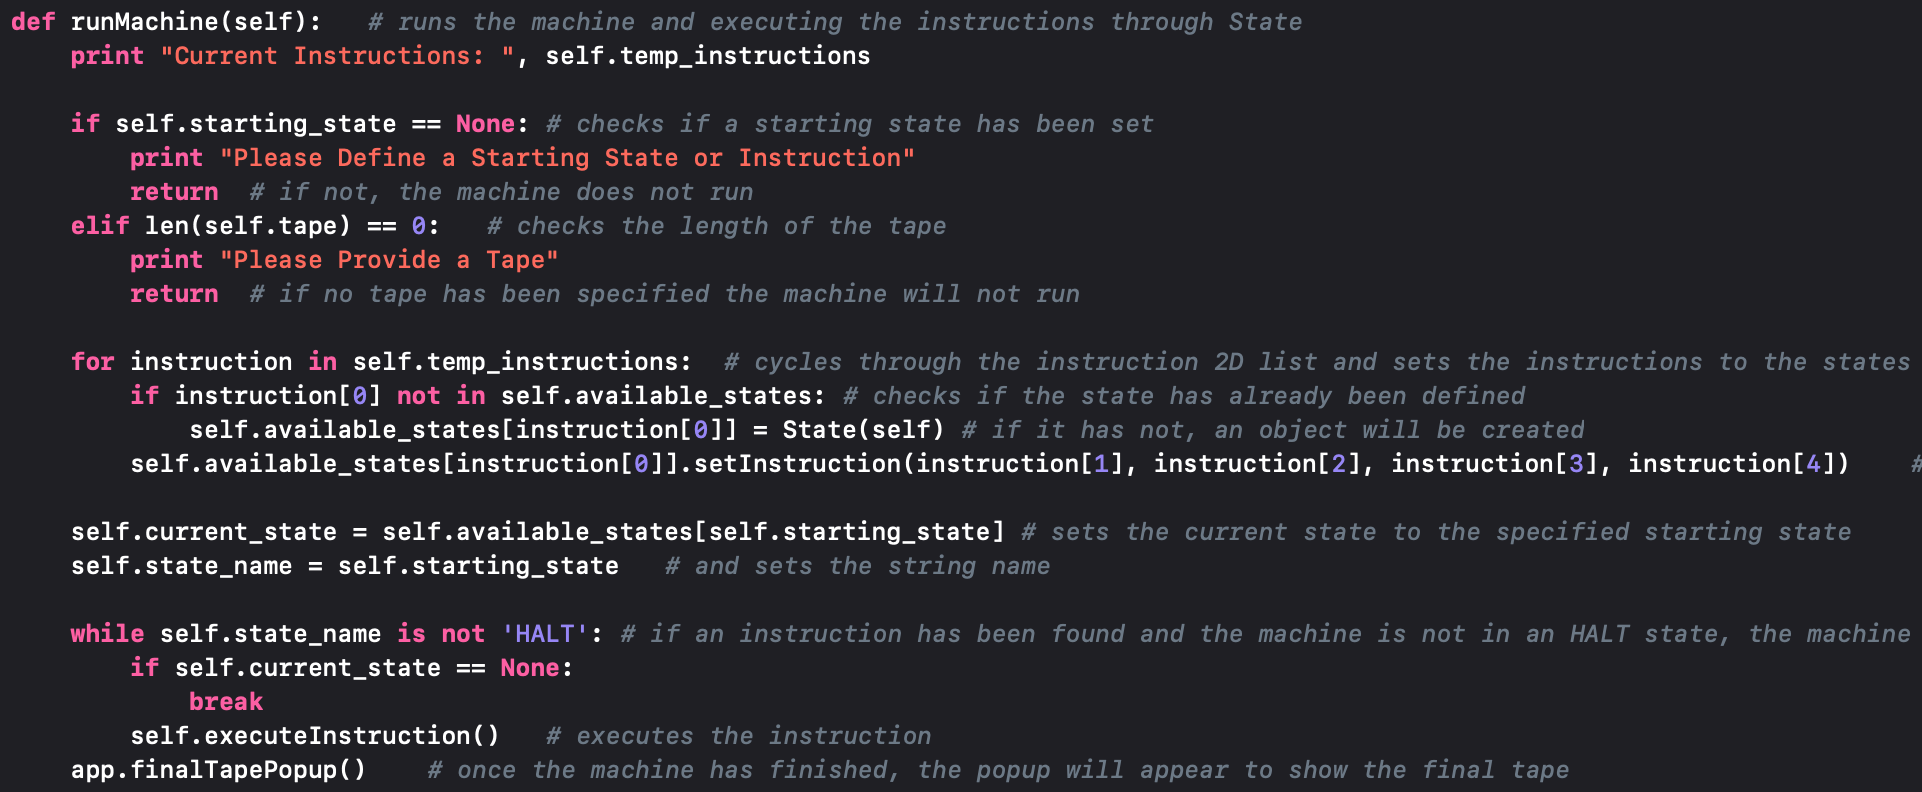 def runMachine(self):   # runs the machine and executing the instructions through State
    print "Current Instructions: ", self.temp_instructions

    if self.starting_state == None: # checks if a starting state has been set
        print "Please Define a Starting State or Instruction"
        return  # if not, the machine does not run
    elif len(self.tape) == 0:   # checks the length of the tape
        print "Please Provide a Tape"
        return  # if no tape has been specified the machine will not run

    for instruction in self.temp_instructions:  # cycles through the instruction 2D list and sets the instructions to the states
        if instruction[0] not in self.available_states: # checks if the state has already been defined
            self.available_states[instruction[0]] = State(self) # if it has not, an object will be created
        self.available_states[instruction[0]].setInstruction(instruction[1], instruction[2], instruction[3], instruction[4])    #

    self.current_state = self.available_states[self.starting_state] # sets the current state to the specified starting state
    self.state_name = self.starting_state   # and sets the string name

    while self.state_name is not 'HALT': # if an instruction has been found and the machine is not in an HALT state, the machine
        if self.current_state == None:
            break
        self.executeInstruction()   # executes the instruction
    app.finalTapePopup()    # once the machine has finished, the popup will appear to show the final tape